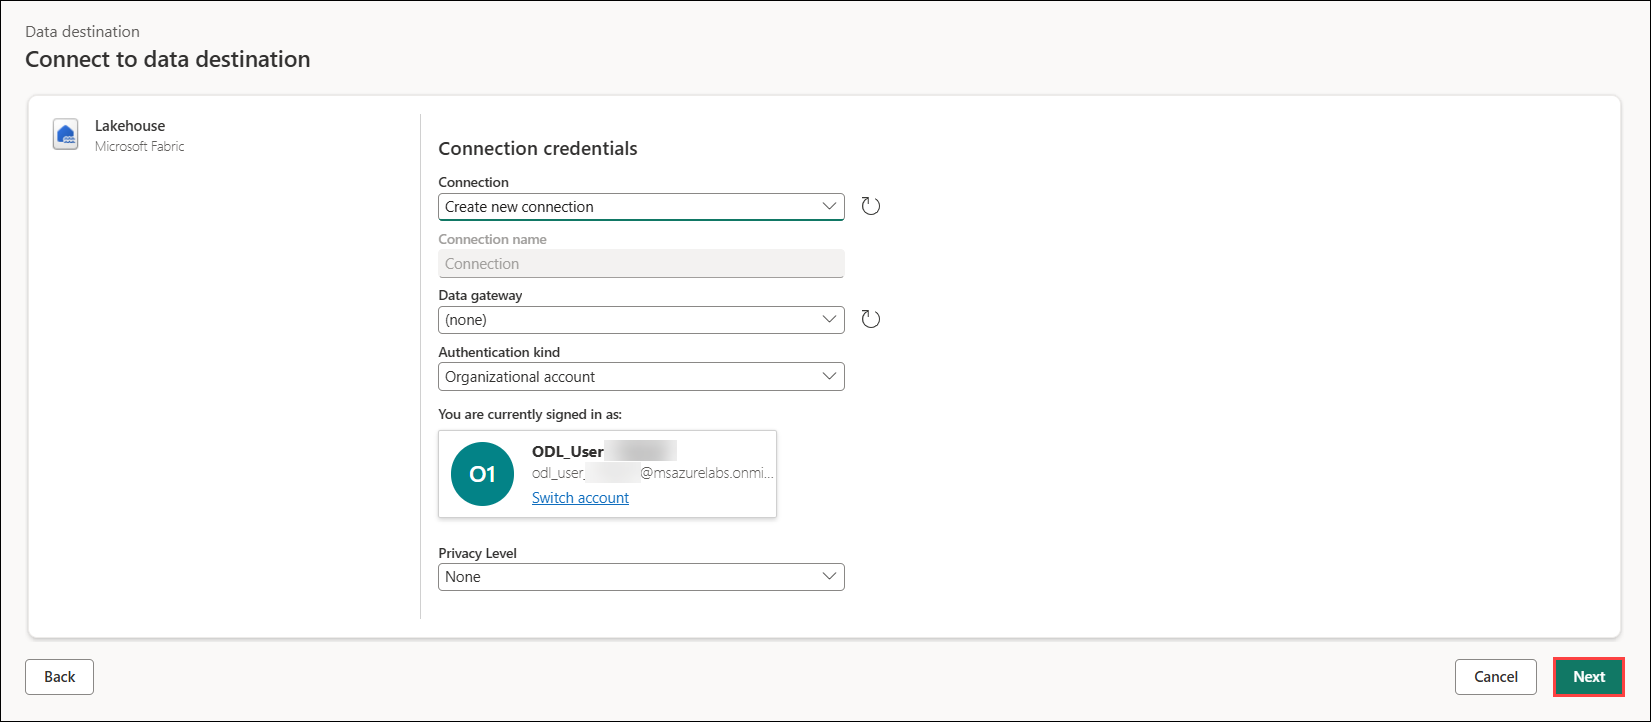 Data destination
Connect to data destination
Lakehouse
Microsoft Fabric
Connection credentials
Connection
Create new connection
Connection name
Connection
Data gateway
(none)
Authentication kind
Organizational account
You are currently signed in as:
O1
ODL_User
odl_user_ @msazurelabs.onmi...
Switch account
Privacy Level
None
Back
Cancel
Next